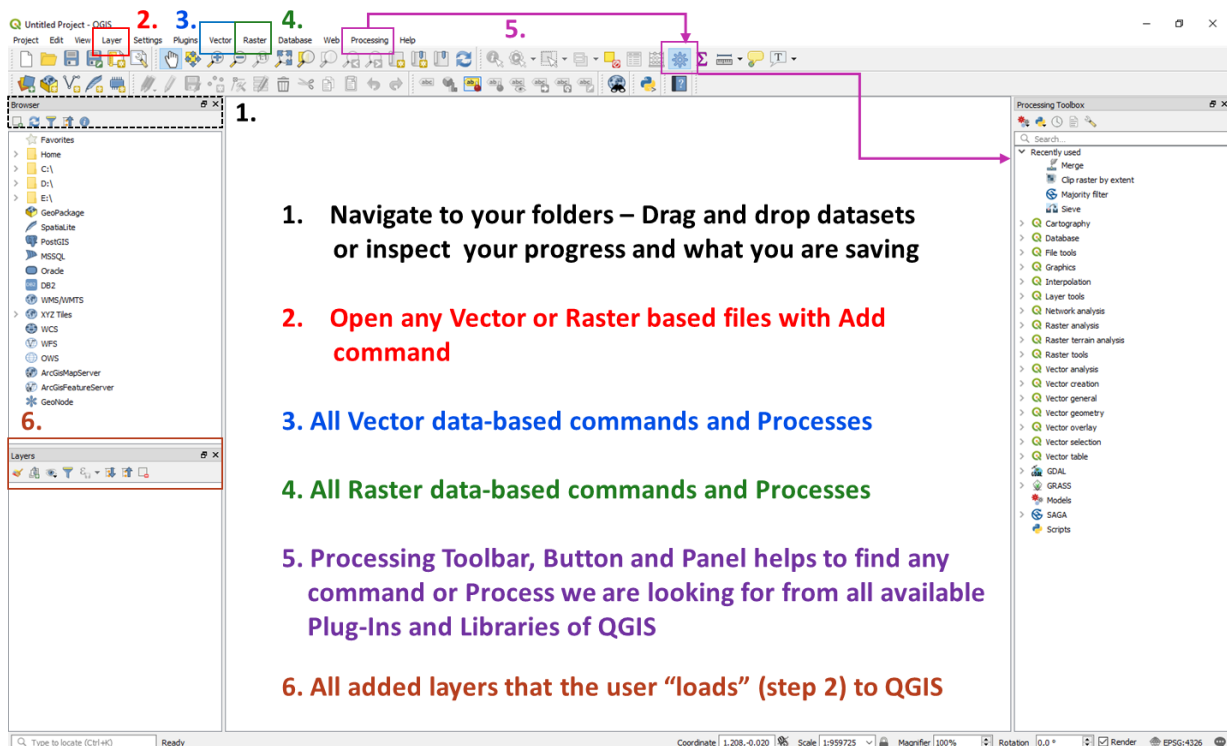 Untitled Project - QGIS
2. 3. 4. 5.
Project Edit View Layer Settings Plugins Vector Raster Database Web Processing Help
Browser
1.
Favorites
Home
C:\
D:\
E:\
GeoPackage
SpatiaLite
PostGIS
MSSQL
Oracle
DB2
WMS/WMTS
XYZ Tiles
WCS
WFS
OWS
ArcGisMapServer
ArcGisFeatureServer
GeoNode
6.
Layers
1. Navigate to your folders – Drag and drop datasets
or inspect your progress and what you are saving
2. Open any Vector or Raster based files with Add
command
3. All Vector data-based commands and Processes
4. All Raster data-based commands and Processes
5. Processing Toolbar, Button and Panel helps to find any
command or Process we are looking for from all available
Plug-Ins and Libraries of QGIS
6. All added layers that the user “loads” (step 2) to QGIS
Processing Toolbox
Search...
Recently used
Merge
Clip raster by extent
Majority filter
Sieve
Cartography
Database
File tools
Graphics
Interpolation
Layer tools
Network analysis
Raster analysis
Raster terrain analysis
Raster tools
Vector analysis
Vector creation
Vector general
Vector geometry
Vector overlay
Vector selection
Vector table
GDAL
GRASS
Models
SAGA
Scripts
Type to locate (Ctrl+K) Ready Coordinate 1.208,-0.020 Scale 1:959725 Magnifier 100% Rotation 0,0 ° Render EPSG:4326